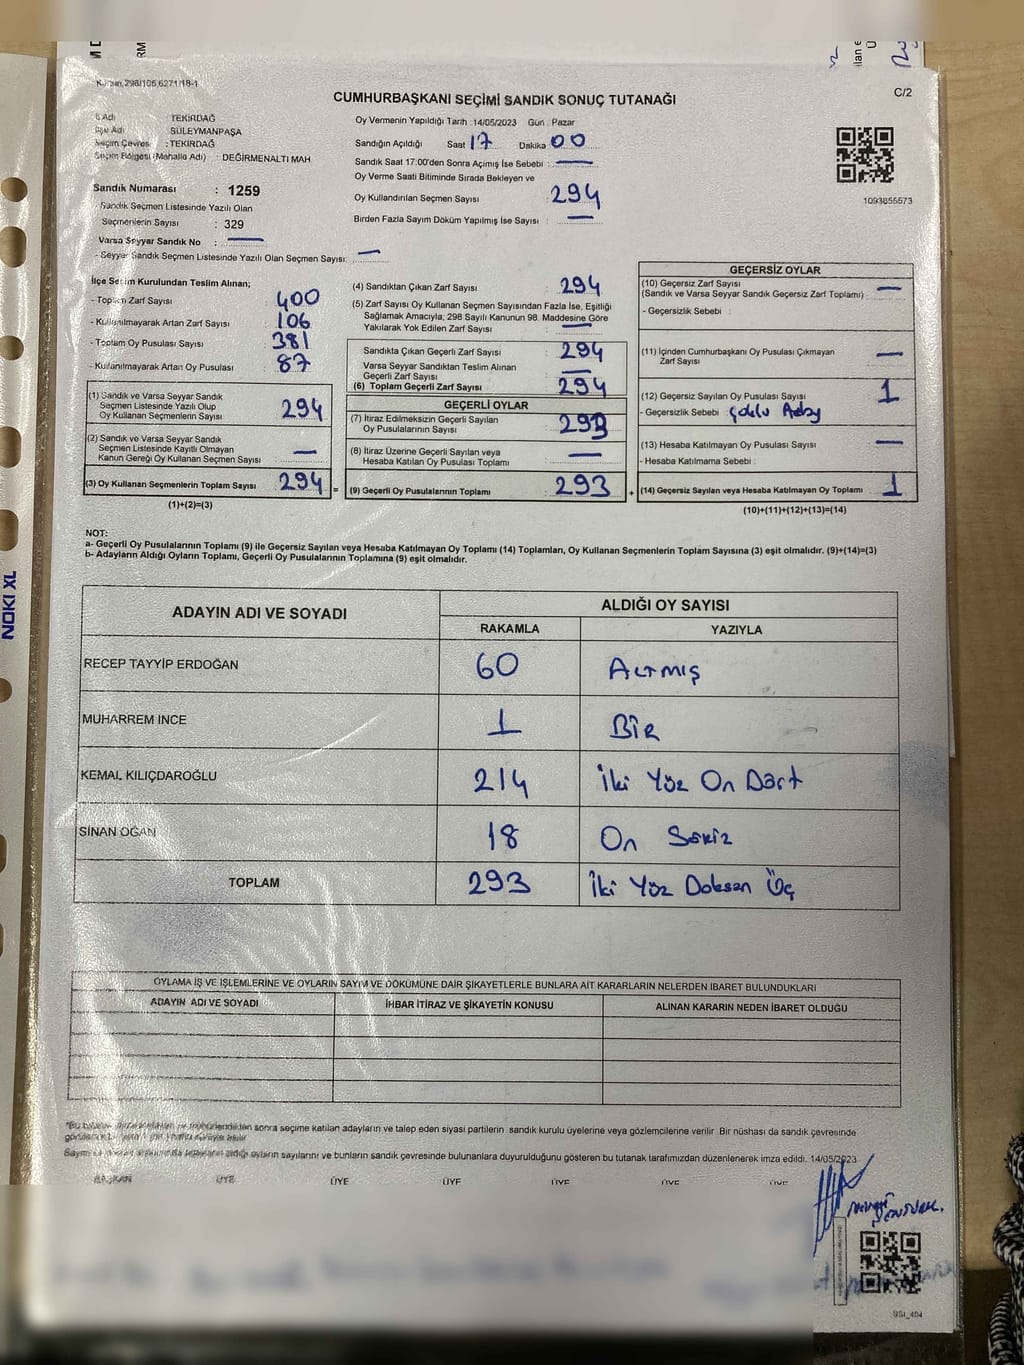 298/106,6271/18-1
C/2
CUMHURBAŞKANI SEÇİMİ SANDIK SONUÇ TUTANAĞI
Adı TEKİRDAĞ
Adı : SÜLEYMANPAŞA
Seçim Çevresi : TEKİRDAĞ
Seçim Bölgesi (Mahalle Adı) : DEĞİRMENALTI MAH
Sandık Numarası : 1259
Sandık Seçmen Listesinde Yazılı Olan
Seçmenlerin Sayısı : 329
Varsa Seyyar Sandık No : —
- Seyyar Sandık Seçmen Listesinde Yazılı Olan Seçmen Sayısı: —
Oy Vermenin Yapıldığı Tarih : 14/05/2023 Gün : Pazar
Sandığın Açıldığı Saat 17 Dakika 00
Sandık Saat 17:00'den Sonra Açımış İse Sebebi : —
Oy Verme Saati Bitiminde Sırada Bekleyen ve
Oy Kullandırılan Seçmen Sayısı 294
Birden Fazla Sayım Döküm Yapılmış İse Sayısı : —
1093855573
İlçe Seçim Kurulundan Teslim Alınan;
- Toplam Zarf Sayısı : 400
- Kullanılmayarak Artan Zarf Sayısı : 106
- Toplam Oy Pusulası Sayısı : 381
- Kullanılmayarak Artan Oy Pusulası : 87
(1) Sandık ve Varsa Seyyar Sandık
Seçmen Listesinde Yazılı Olup
Oy Kullanan Seçmenlerin Sayısı : 294
(2) Sandık ve Varsa Seyyar Sandık
Seçmen Listesinde Kayıtlı Olmayan
Kanun Gereği Oy Kullanan Seçmen Sayısı : —
(3) Oy Kullanan Seçmenlerin Toplam Sayısı : 294 =
(1)+(2)=(3)
(4) Sandıktan Çıkan Zarf Sayısı : 294
(5) Zarf Sayısı Oy Kullanan Seçmen Sayısından Fazla İse, Eşitliği
Sağlamak Amacıyla; 298 Sayılı Kanunun 98. Maddesine Göre
Yakılarak Yok Edilen Zarf Sayısı : —
Sandıkta Çıkan Geçerli Zarf Sayısı : 294
Varsa Seyyar Sandıktan Teslim Alınan
Geçerli Zarf Sayısı : —
(6) Toplam Geçerli Zarf Sayısı : 294
GEÇERLİ OYLAR
(7) İtiraz Edilmeksizin Geçerli Sayılan
Oy Pusulalarının Sayısı : 293
(8) İtiraz Üzerine Geçerli Sayılan veya
Hesaba Katılan Oy Pusulası Toplamı : —
(9) Geçerli Oy Pusulalarının Toplamı : 293 +
GEÇERSİZ OYLAR
(10) Geçersiz Zarf Sayısı
(Sandık ve Varsa Seyyar Sandık Geçersiz Zarf Toplamı) : —
- Geçersizlik Sebebi :
(11) İçinden Cumhurbaşkanı Oy Pusulası Çıkmayan
Zarf Sayısı : —
(12) Geçersiz Sayılan Oy Pusulası Sayısı : 1
- Geçersizlik Sebebi : Çoklu Aday
(13) Hesaba Katılmayan Oy Pusulası Sayısı : —
- Hesaba Katılmama Sebebi :
(14) Geçersiz Sayılan veya Hesaba Katılmayan Oy Toplamı : 1
(10)+(11)+(12)+(13)=(14)
NOT:
a- Geçerli Oy Pusulalarının Toplamı (9) ile Geçersiz Sayılan veya Hesaba Katılmayan Oy Toplamı (14) Toplamları, Oy Kullanan Seçmenlerin Toplam Sayısına (3) eşit olmalıdır. (9)+(14)=(3)
b- Adayların Aldığı Oyların Toplamı, Geçerli Oy Pusulalarının Toplamına (9) eşit olmalıdır.
ADAYIN ADI VE SOYADI ALDIĞI OY SAYISI
RAKAMLA YAZIYLA
RECEP TAYYİP ERDOĞAN 60 ALTMIŞ
MUHARREM İNCE 1 BİR
KEMAL KILIÇDAROĞLU 214 İki Yüz On Dört
SİNAN OĞAN 18 On Sekiz
TOPLAM 293 İki Yüz Doksan Üç
OYLAMA İŞ VE İŞLEMLERİNE VE OYLARIN SAYIM VE DÖKÜMÜNE DAİR ŞİKAYETLERLE BUNLARA AİT KARARLARIN NELERDEN İBARET BULUNDUKLARI
ADAYIN ADI VE SOYADI İHBAR İTİRAZ VE ŞİKAYETİN KONUSU ALINAN KARARIN NEDEN İBARET OLDUĞU
sonra seçime katılan adayların ve talep eden siyasi partilerin sandık kurulu üyelerine veya gözlemcilerine verilir. Bir nüshası da sandık çevresinde
oyların sayılarını ve bunların sandık çevresinde bulunanlara duyurulduğunu gösteren bu tutanak tarafımızdan düzenlenerek imza edildi. 14/05/2023
BAŞKAN ÜYE ÜYE ÜYE ÜYE ÜYE ÜYE
NOKI XL